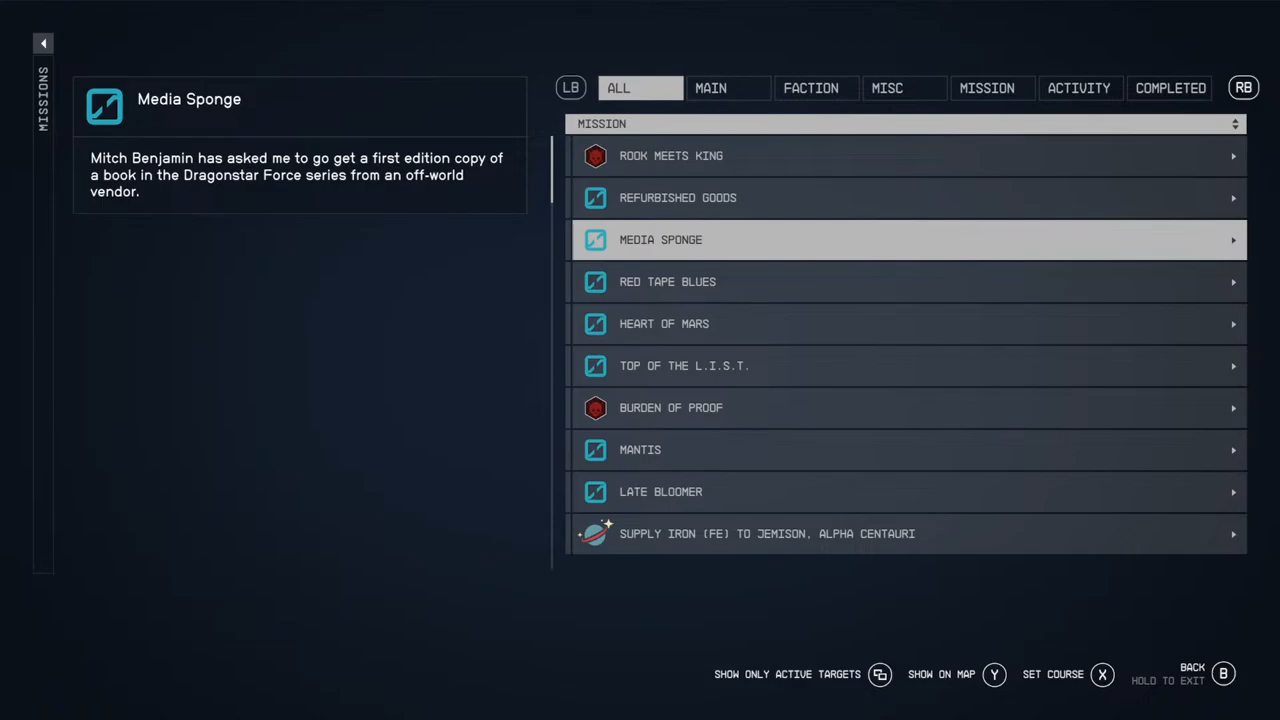 MISSIONS
Media Sponge
Mitch Benjamin has asked me to go get a first edition copy of
a book in the Dragonstar Force series from an off-world
vendor.
LB
ALL
MAIN
FACTION
MISC
MISSION
ACTIVITY
COMPLETED
RB
MISSION
ROOK MEETS KING
REFURBISHED GOODS
MEDIA SPONGE
RED TAPE BLUES
HEART OF MARS
TOP OF THE L.I.S.T.
BURDEN OF PROOF
MANTIS
LATE BLOOMER
SUPPLY IRON (FE) TO JEMISON, ALPHA CENTAURI
SHOW ONLY ACTIVE TARGETS
SHOW ON MAP Y
SET COURSE X
BACK B
HOLD TO EXIT